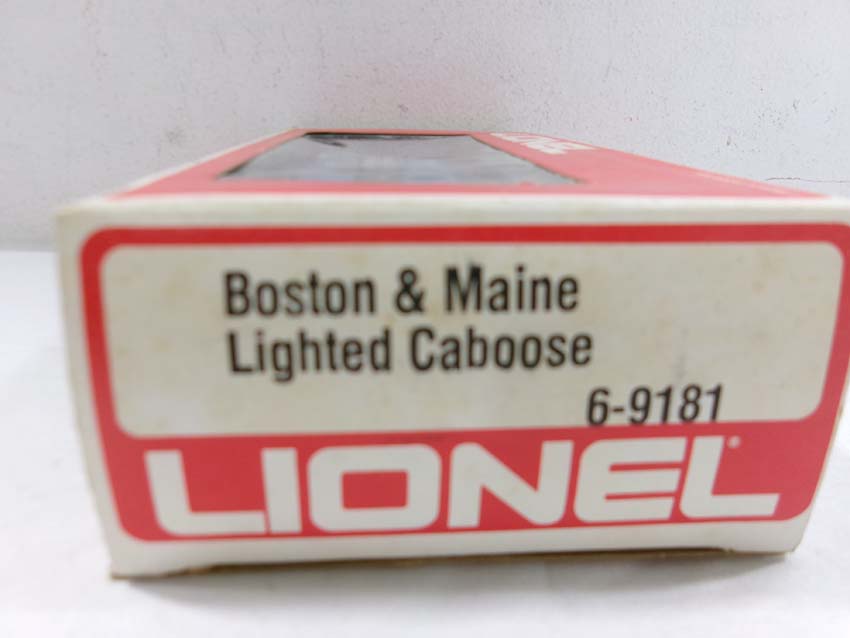 Boston & Maine
Lighted Caboose
6-9181
LIONEL